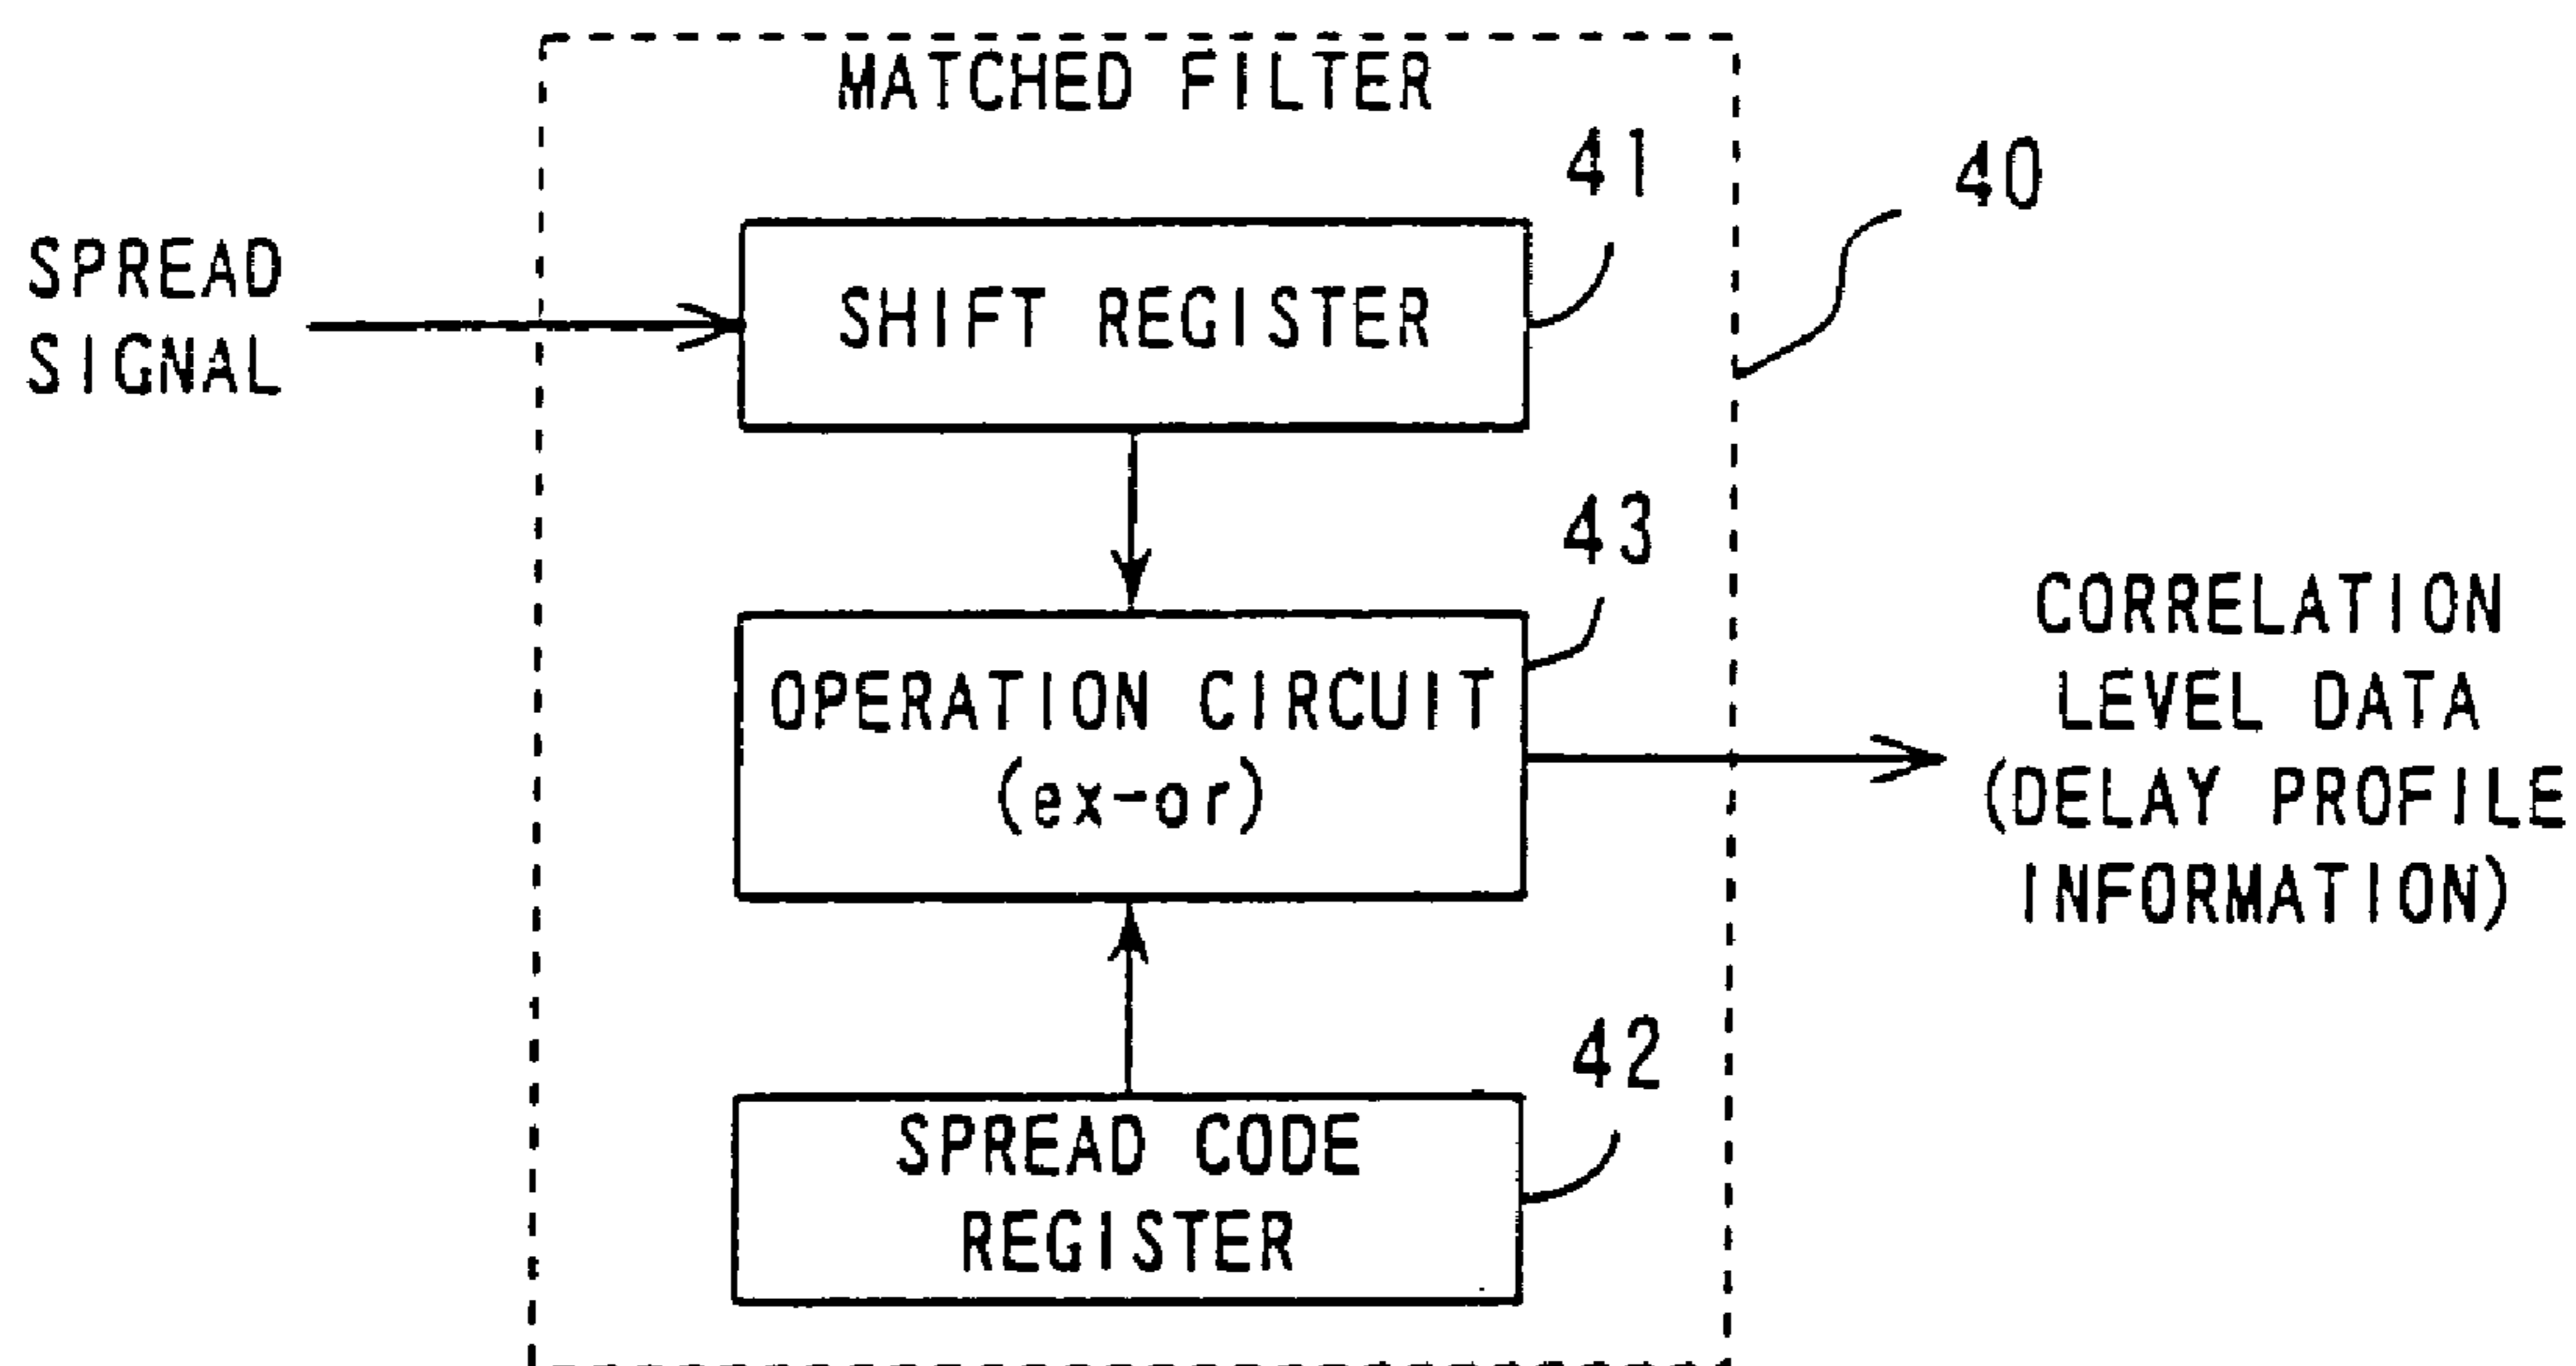 MATCHED FILTER
41
40
SPREAD
SIGNAL
SHIFT REGISTER
43
OPERATION CIRCUIT
(ex-or)
CORRELATION
LEVEL DATA
(DELAY PROFILE
INFORMATION)
42
SPREAD CODE
REGISTER